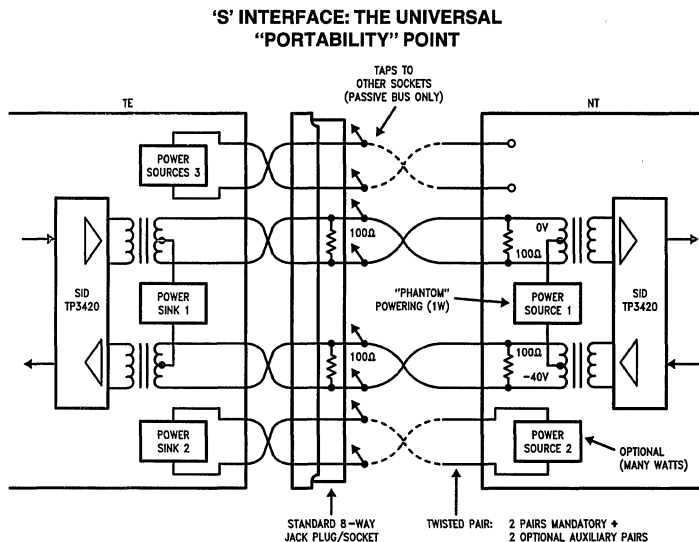 ‘S’ INTERFACE: THE UNIVERSAL
“PORTABILITY” POINT
TAPS TO
OTHER SOCKETS
(PASSIVE BUS ONLY)
TE
NT
POWER
SOURCES 3
SID
TP3420
POWER
SINK 1
POWER
SINK 2
100Ω
100Ω
"PHANTOM"
POWERING (1W)
0V
100Ω
POWER
SOURCE 1
100Ω
-40V
SID
TP3420
POWER
SOURCE 2
OPTIONAL
(MANY WATTS)
STANDARD 8-WAY
JACK PLUG/SOCKET
TWISTED PAIR: 2 PAIRS MANDATORY +
2 OPTIONAL AUXILIARY PAIRS